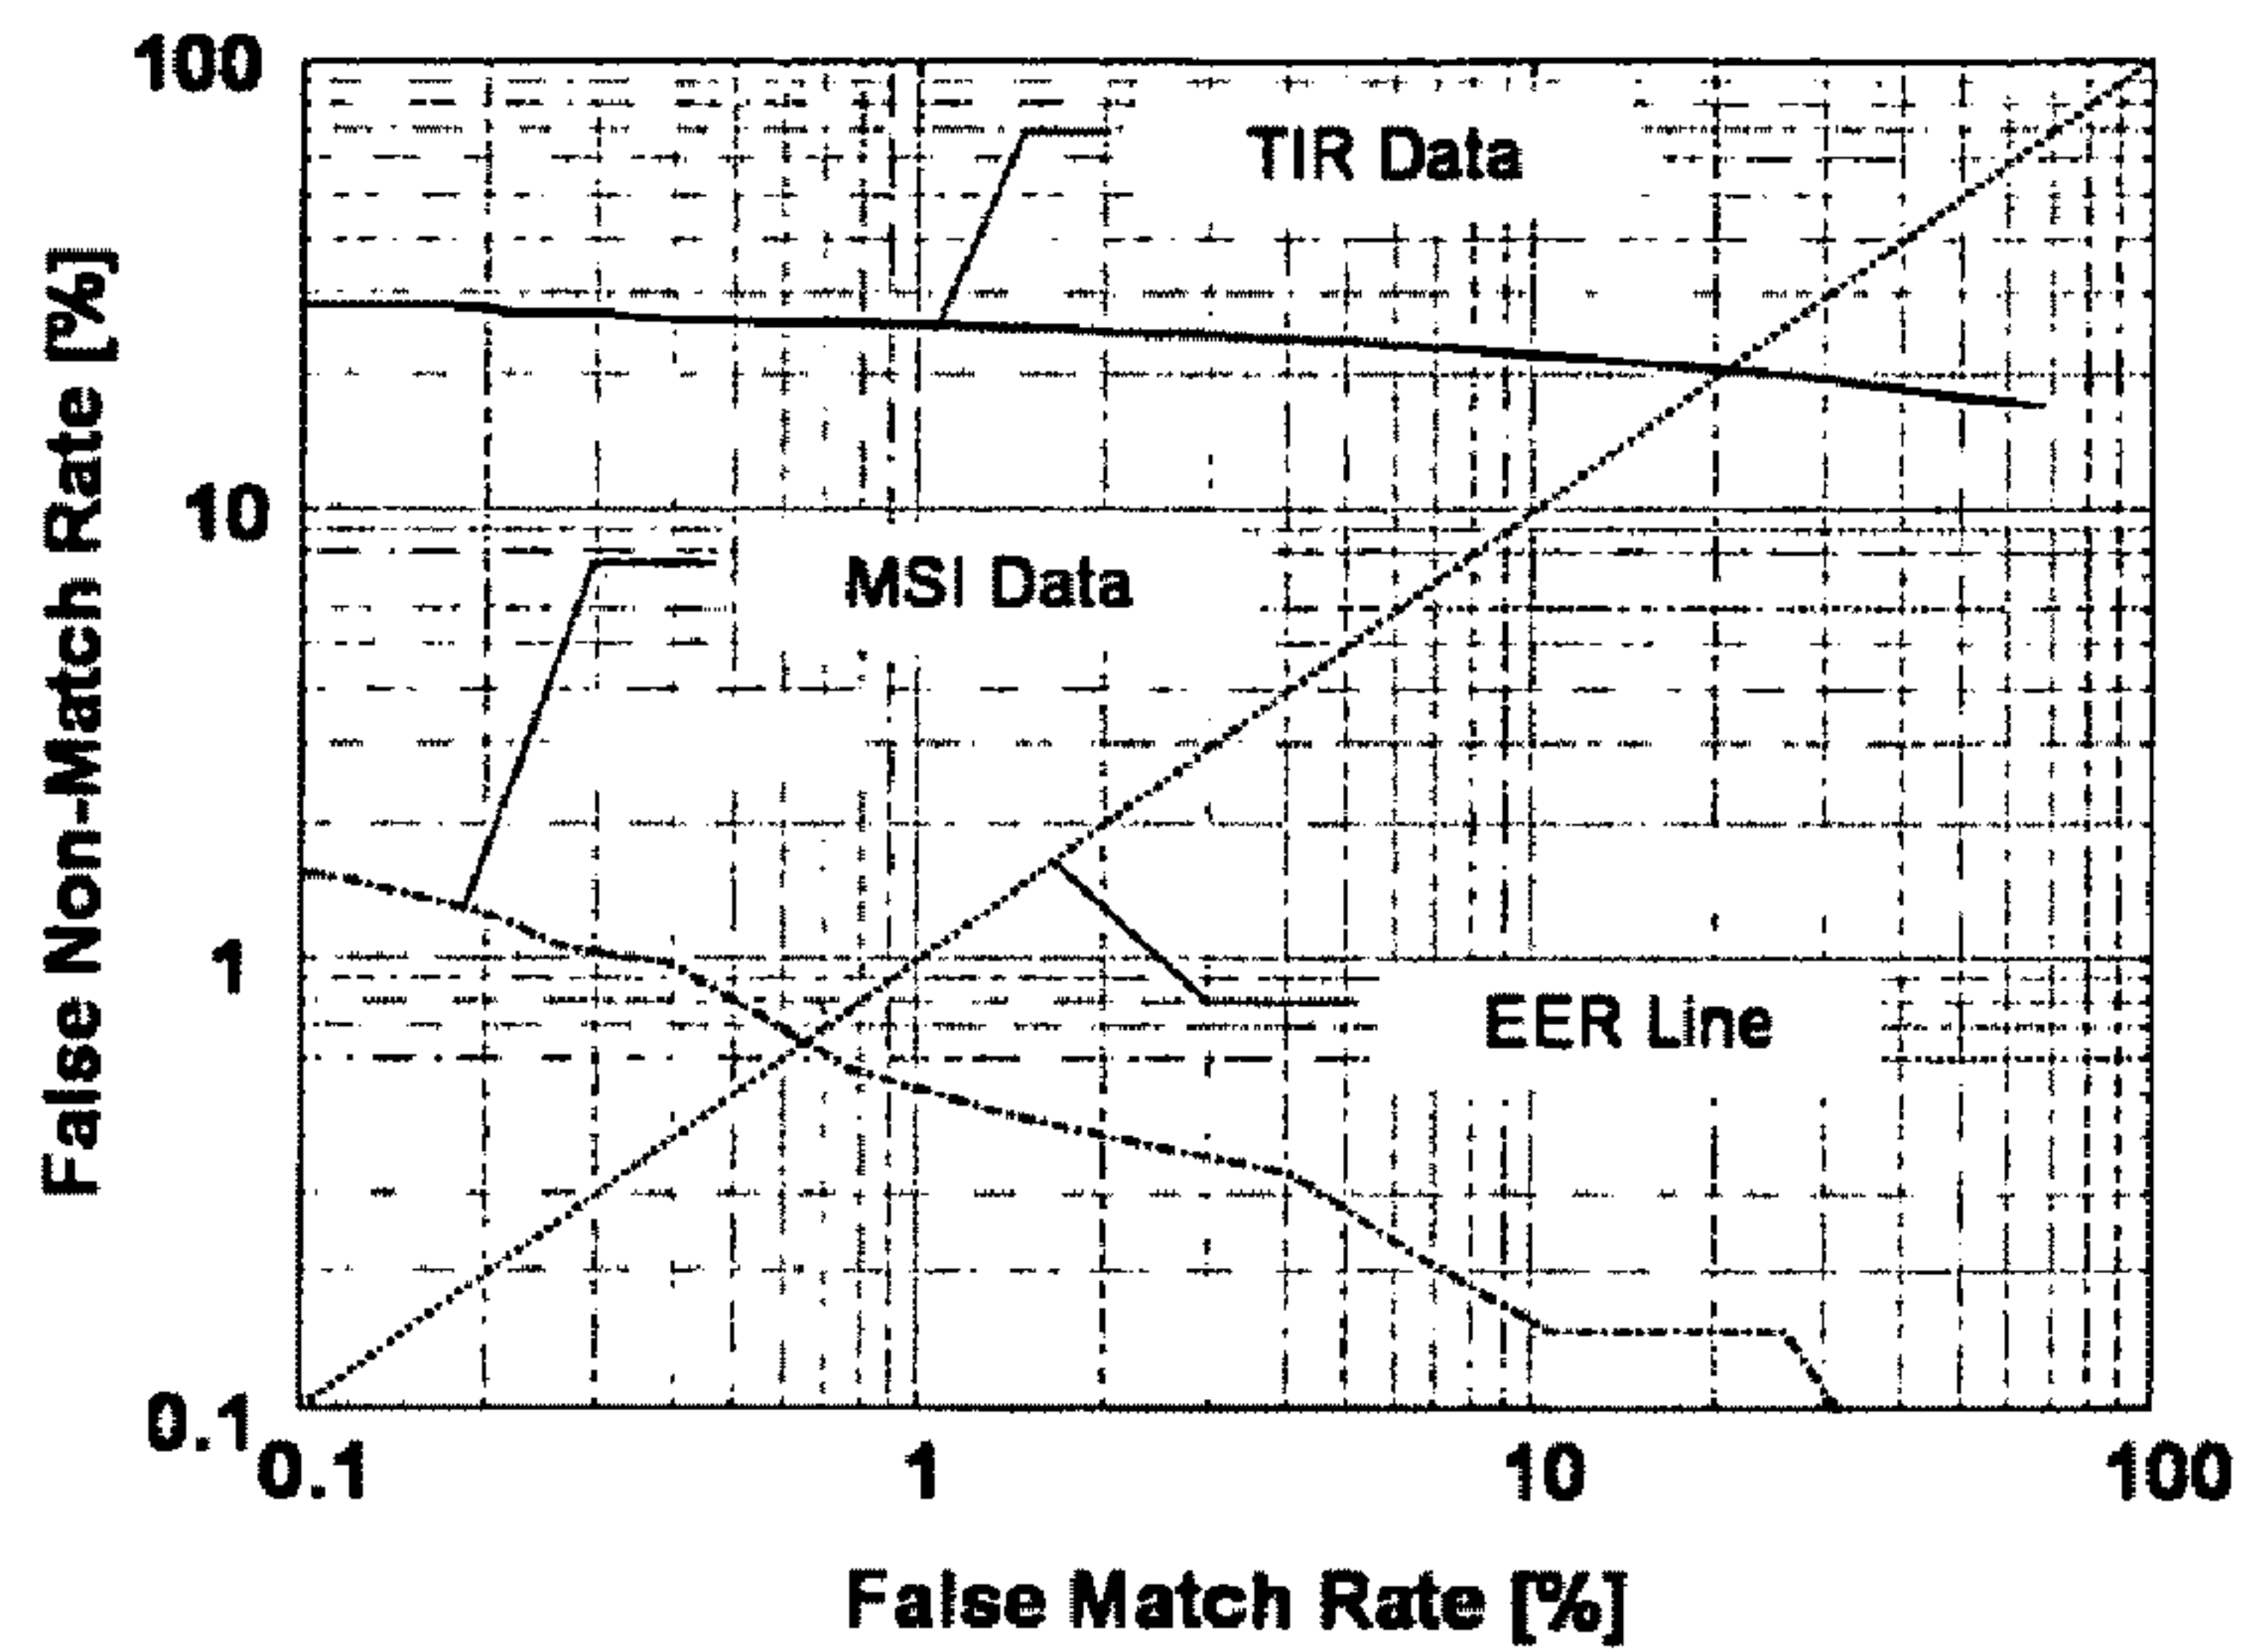 100
TIR Data
10
MSI Data
1
EER Line
0.1
0.1 1 10 100
False Non-Match Rate [%]
False Match Rate [%]